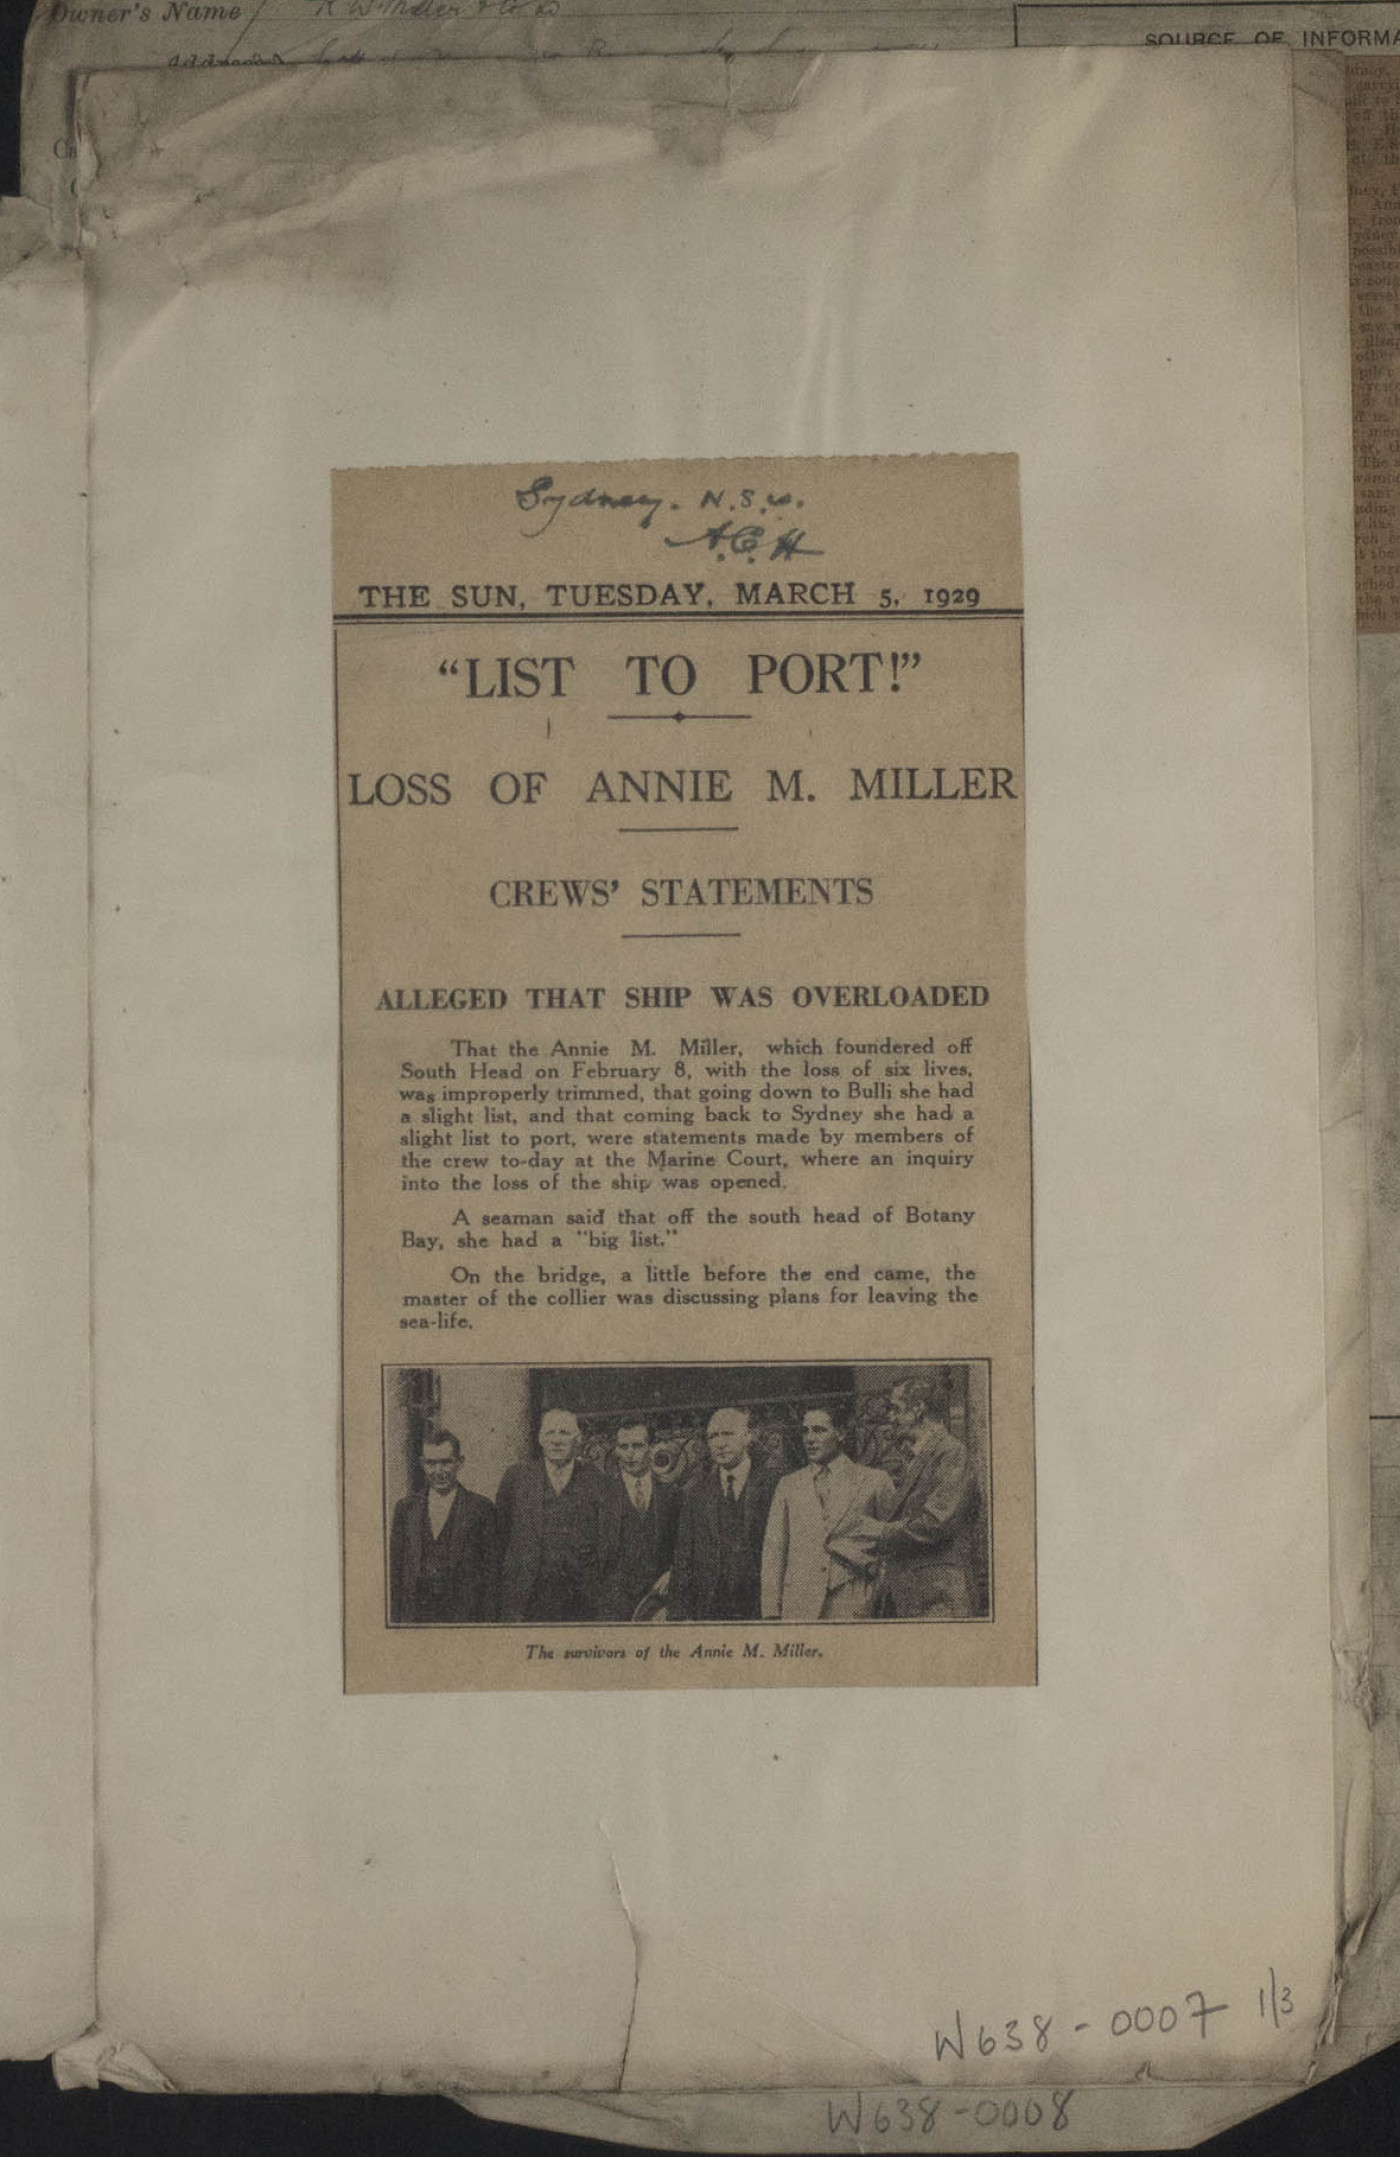 Owner's Name
SOURCE OF INFORMA
Sydney. N.S.W.
A.C.H
THE SUN, TUESDAY, MARCH 5, 1929
"LIST TO PORT!"
LOSS OF ANNIE M. MILLER
CREWS' STATEMENTS
ALLEGED THAT SHIP WAS OVERLOADED
That the Annie M. Miller, which foundered off
South Head on February 8, with the loss of six lives,
was improperly trimmed, that going down to Bulli she had
a slight list, and that coming back to Sydney she had a
slight list to port, were statements made by members of
the crew to-day at the Marine Court, where an inquiry
into the loss of the ship was opened.
A seaman said that off the south head of Botany
Bay, she had a "big list."
On the bridge, a little before the end came, the
master of the collier was discussing plans for leaving the
sea-life.
The survivors of the Annie M. Miller.
W638-0007 1/3
W638-0008